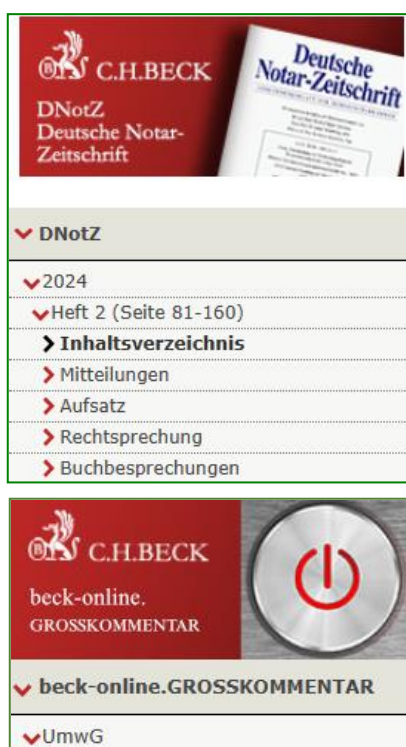 C.H.BECK
DNotZ
Deutsche Notar-
Zeitschrift
Deutsche
Notar-Zeitschrift
DNotZ
2024
Heft 2 (Seite 81-160)
Inhaltsverzeichnis
Mitteilungen
Aufsatz
Rechtsprechung
Buchbesprechungen
C.H.BECK
beck-online.
GROSSKOMMENTAR
beck-online.GROSSKOMMENTAR
UmwG